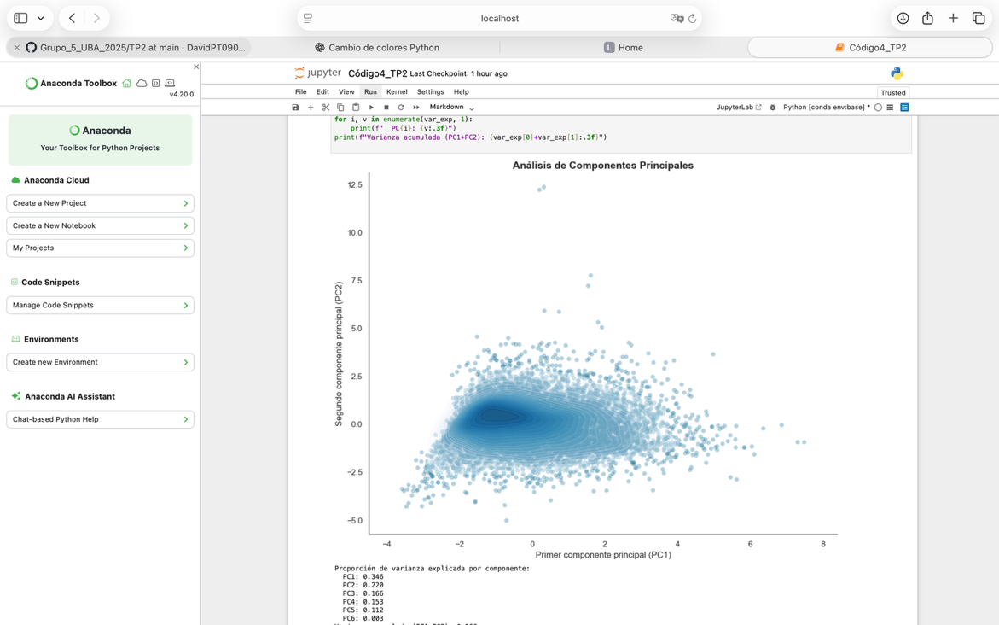 localhost
Grupo_5_UBA_2025/TP2 at main · DavidPT090...
Cambio de colores Python
L Home
Código4_TP2
Anaconda Toolbox
v4.20.0
Anaconda
Your Toolbox for Python Projects
Anaconda Cloud
Create a New Project
Create a New Notebook
My Projects
Code Snippets
Manage Code Snippets
Environments
Create new Environment
Anaconda AI Assistant
Chat-based Python Help
jupyter Código4_TP2 Last Checkpoint: 1 hour ago
File Edit View Run Kernel Settings Help
Trusted
Markdown
JupyterLab
Python [conda env:base] *
for i, v in enumerate(var_exp, 1):
print(f"  PC{i}: {v:.3f}")
print(f"Varianza acumulada (PC1+PC2): {var_exp[0]+var_exp[1]:.3f}")
Análisis de Componentes Principales
12.5
10.0
7.5
5.0
2.5
0.0
−2.5
−5.0
Segundo componente principal (PC2)
−4 −2 0 2 4 6 8
Primer componente principal (PC1)
Proporción de varianza explicada por componente:
PC1: 0.346
PC2: 0.220
PC3: 0.166
PC4: 0.153
PC5: 0.112
PC6: 0.003